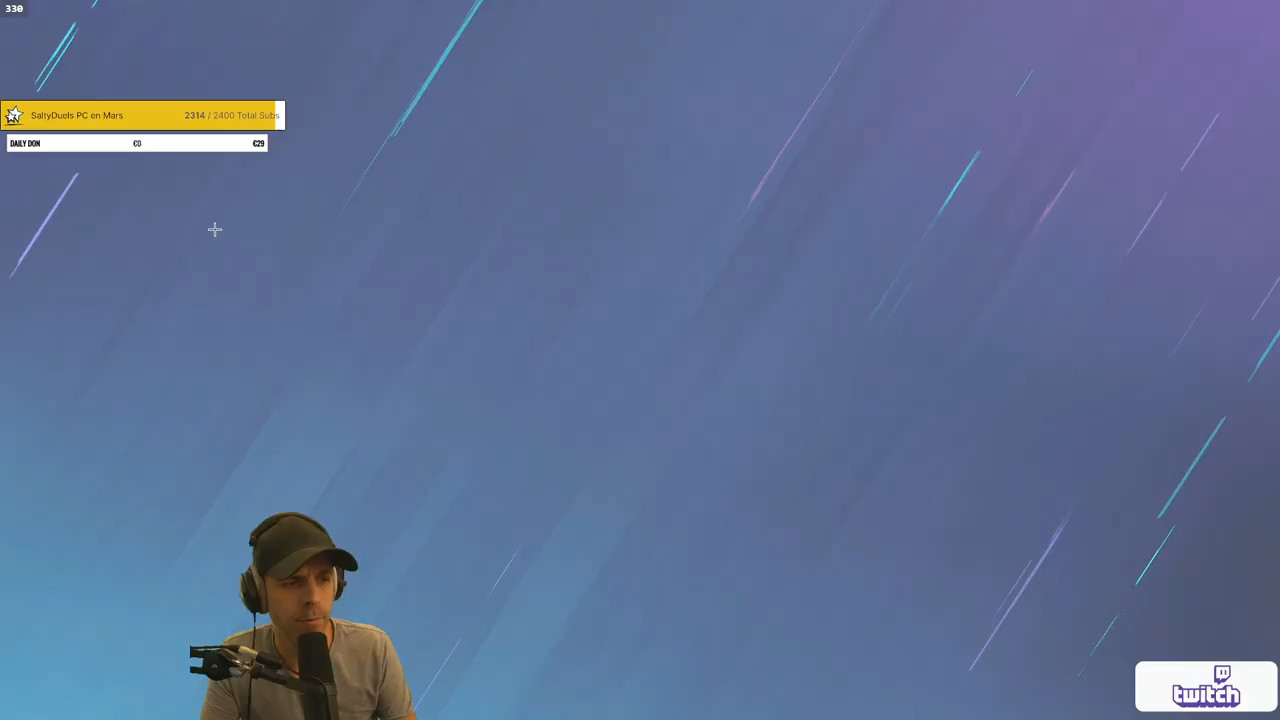 330
SaltyDuels PC en Mars 2314 / 2400 Total Subs
DAILY DON €0 €29
twitch